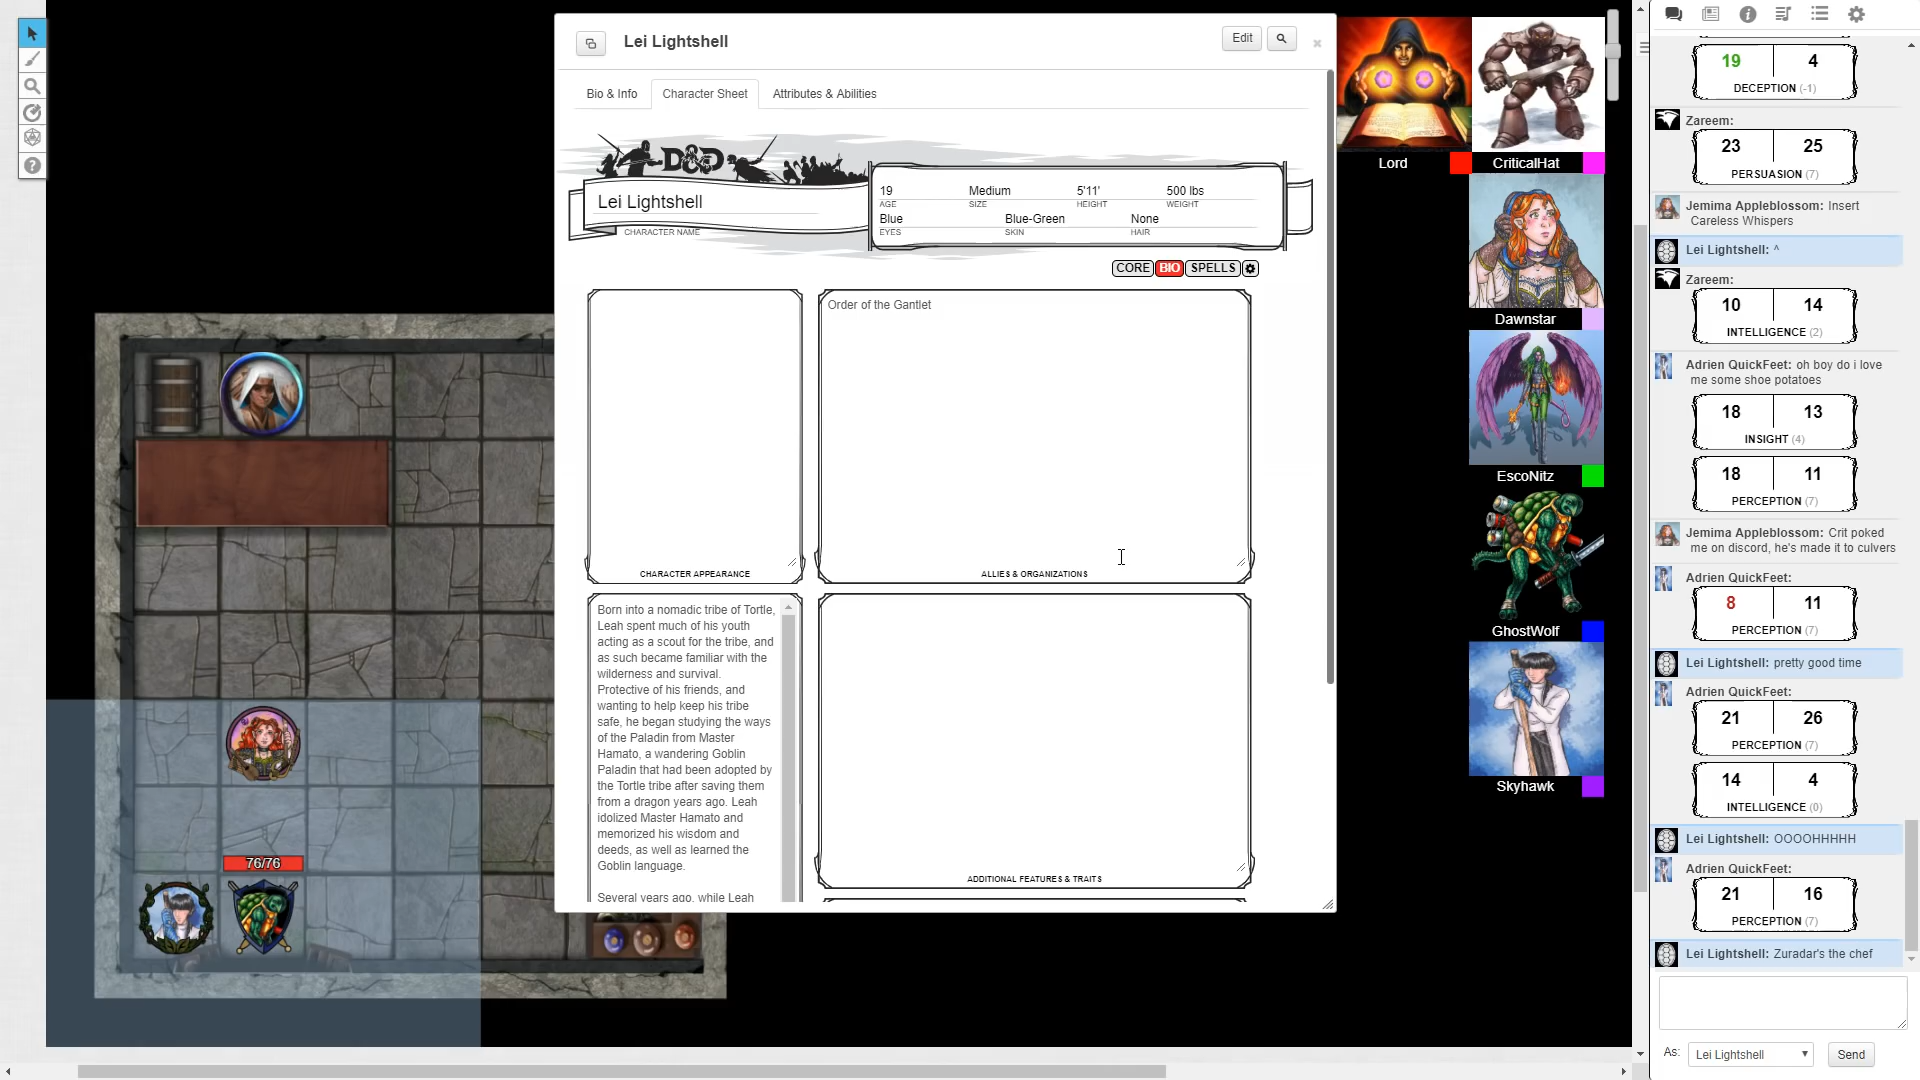 Lei Lightshell
Edit
Bio & Info
Character Sheet
Attributes & Abilities
D&D
Lei Lightshell
CHARACTER NAME
19
Medium
5'11'
500 lbs
AGE
SIZE
HEIGHT
WEIGHT
Blue
Blue-Green
None
EYES
SKIN
HAIR
CORE
BIO
SPELLS
CHARACTER APPEARANCE
Order of the Gantlet
ALLIES & ORGANIZATIONS
Born into a nomadic tribe of Tortle,
Leah spent much of his youth
acting as a scout for the tribe, and
as such became familiar with the
wilderness and survival.
Protective of his friends, and
wanting to help keep his tribe
safe, he began studying the ways
of the Paladin from Master
Hamato, a wandering Goblin
Paladin that had been adopted by
the Tortle tribe after saving them
from a dragon years ago. Leah
idolized Master Hamato and
memorized his wisdom and
deeds, as well as learned the
Goblin language.
Several years ago, while Leah
ADDITIONAL FEATURES & TRAITS
76/76
Lord
CriticalHat
Dawnstar
EscoNitz
GhostWolf
Skyhawk
19
4
DECEPTION (-1)
Zareem:
23
25
PERSUASION (7)
Jemima Appleblossom: Insert
Careless Whispers
Lei Lightshell: ^
Zareem:
10
14
INTELLIGENCE (2)
Adrien QuickFeet: oh boy do i love
me some shoe potatoes
18
13
INSIGHT (4)
18
11
PERCEPTION (7)
Jemima Appleblossom: Crit poked
me on discord, he's made it to culvers
Adrien QuickFeet:
8
11
PERCEPTION (7)
Lei Lightshell: pretty good time
Adrien QuickFeet:
21
26
PERCEPTION (7)
14
4
INTELLIGENCE (0)
Lei Lightshell: OOOOHHHHH
Adrien QuickFeet:
21
16
PERCEPTION (7)
Lei Lightshell: Zuradar's the chef
As:
Lei Lightshell
Send